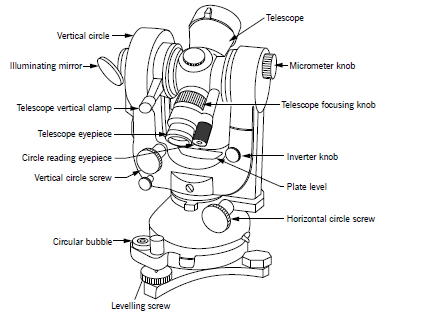 Telescope
Vertical circle
Illuminating mirror
Micrometer knob
Telescope vertical clamp
Telescope focusing knob
Telescope eyepiece
Circle reading eyepiece
Inverter knob
Vertical circle screw
Plate level
Horizontal circle screw
Circular bubble
Levelling screw